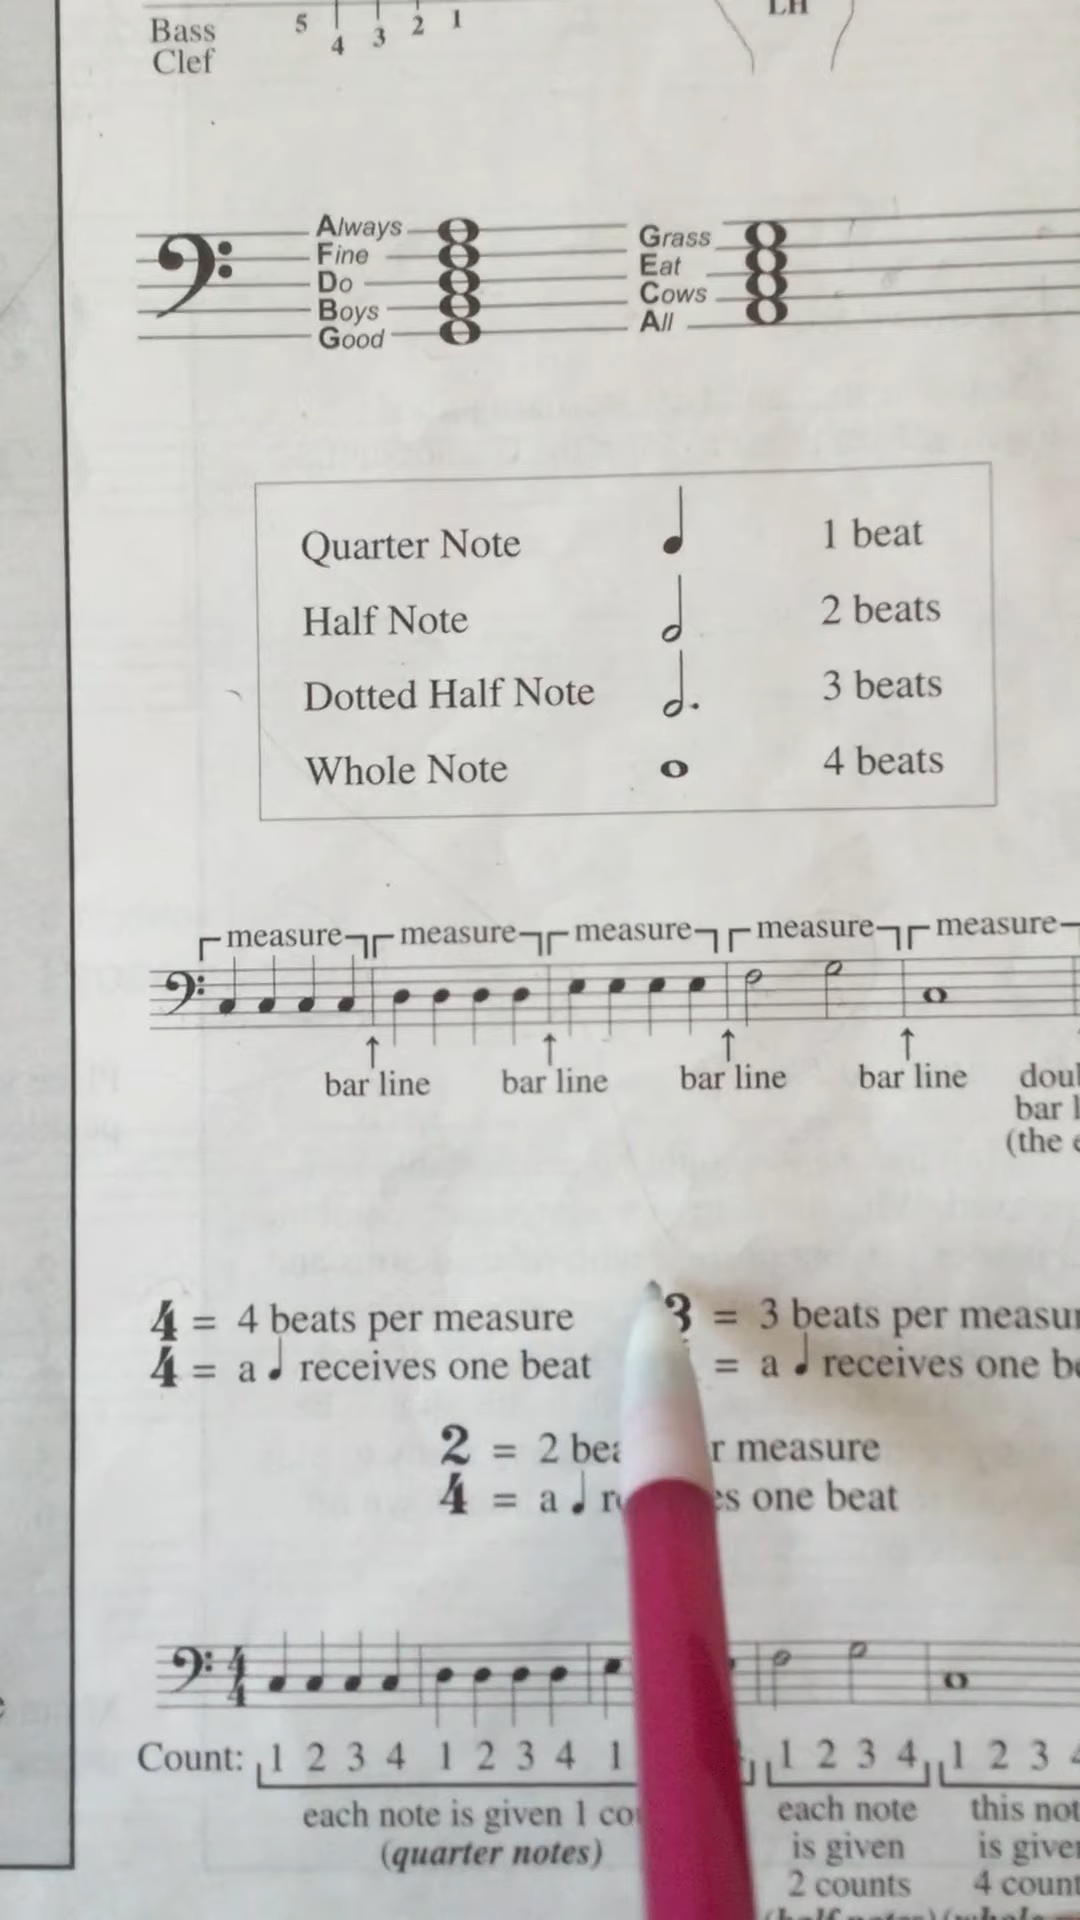 LH
Bass
Clef
5 4 3 2 1
Always
Fine
Do
Boys
Good
Grass
Eat
Cows
All
Quarter Note 1 beat
Half Note 2 beats
Dotted Half Note 3 beats
Whole Note 4 beats
measure measure measure measure measure
bar line bar line bar line bar line
(the
4 = 4 beats per measure 3 = 3 beats per
4 = a ♩ receives one beat = a ♩ receives one
2 = 2 measure
4 = a ♩ one beat
4
4
Count: 1 2 3 4 1 2 3 4 1 1 2 3 4 1 2 3
each note is given 1 each note this
(quarter notes) is given is
2 counts 4